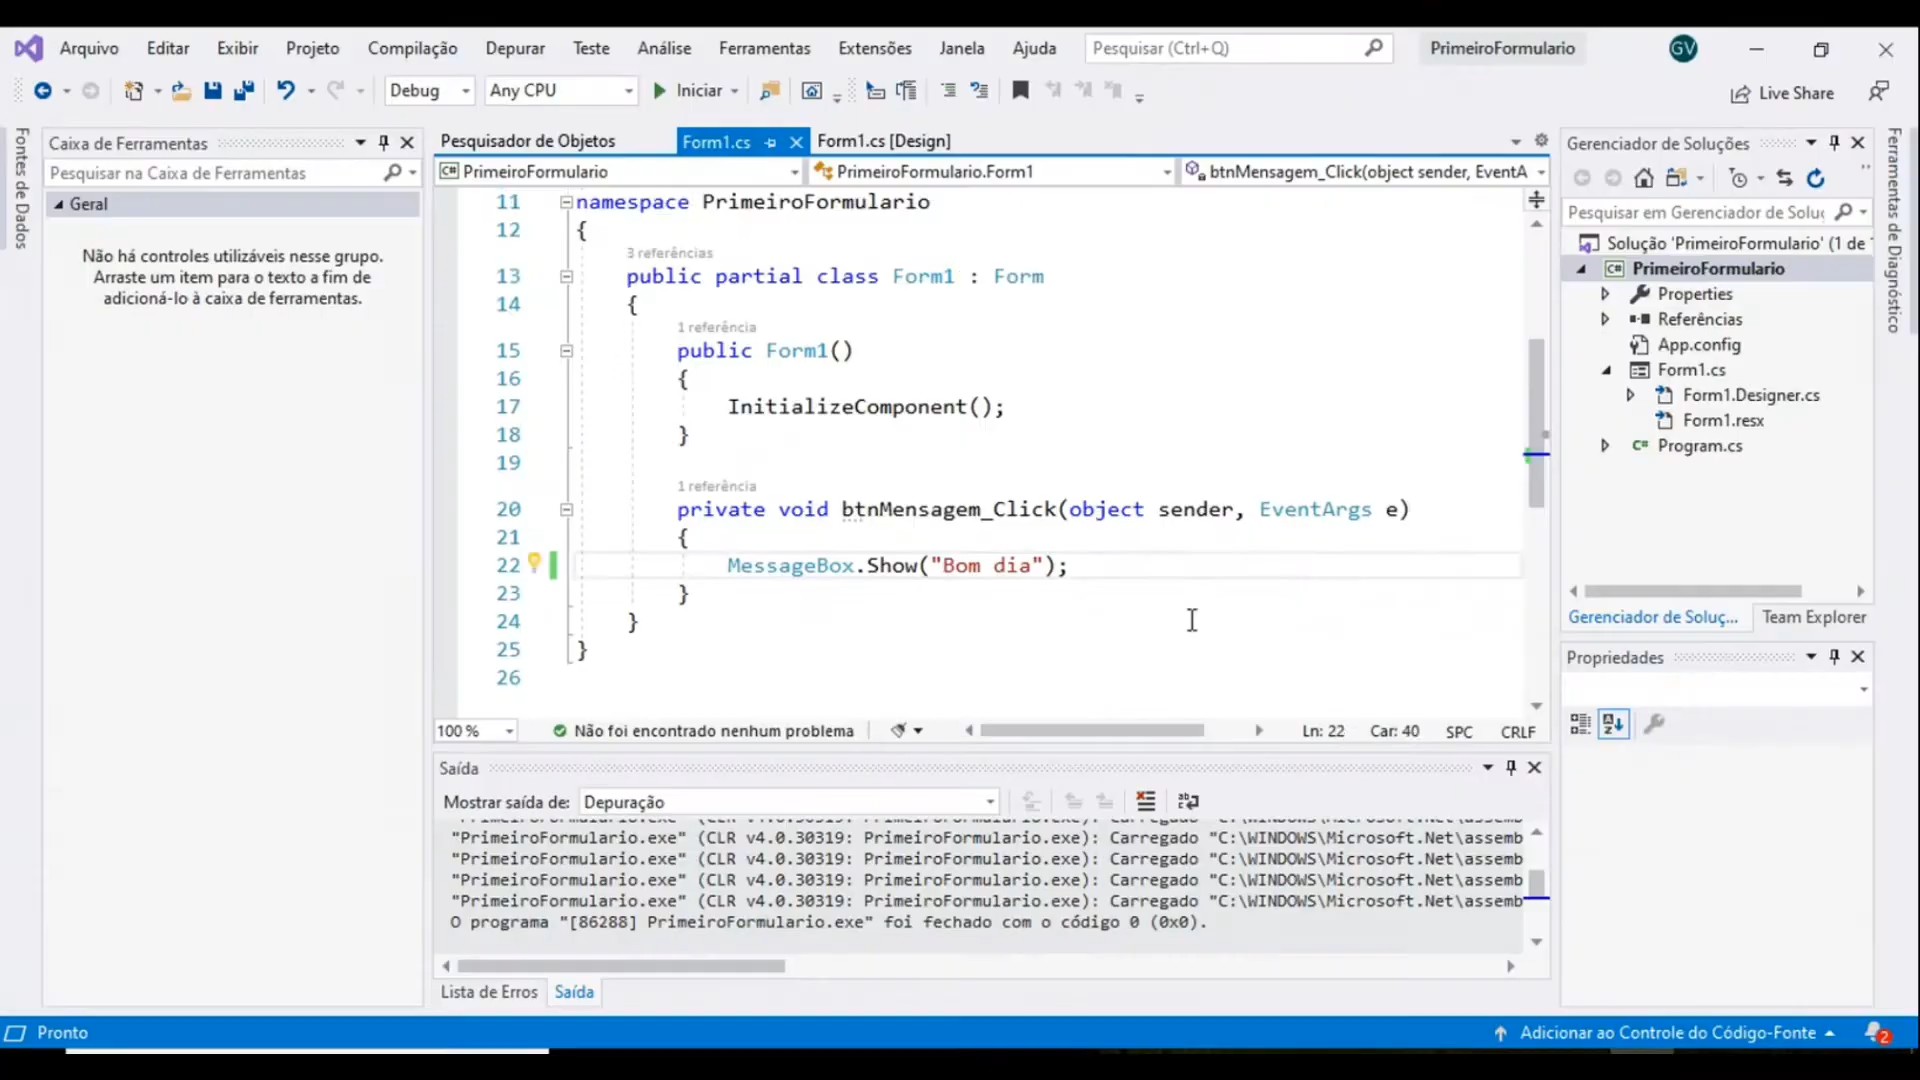 Arquivo Editar Exibir Projeto Compilação Depurar Teste Análise Ferramentas Extensões Janela Ajuda Pesquisar (Ctrl+Q) PrimeiroFormulario GV
Debug Any CPU Iniciar Live Share
Fontes de Dados
Caixa de Ferramentas
Pesquisar na Caixa de Ferramentas
Geral
Não há controles utilizáveis nesse grupo.
Arraste um item para o texto a fim de
adicioná-lo à caixa de ferramentas.
Pesquisador de Objetos Form1.cs Form1.cs [Design]
C# PrimeiroFormulario PrimeiroFormulario.Form1 btnMensagem_Click(object sender, EventA
11 namespace PrimeiroFormulario
12 {
3 referências
13 public partial class Form1 : Form
14 {
1 referência
15 public Form1()
16 {
17 InitializeComponent();
18 }
19
1 referência
20 private void btnMensagem_Click(object sender, EventArgs e)
21 {
22 MessageBox.Show("Bom dia");
23 }
24 }
25 }
26
100 % Não foi encontrado nenhum problema Ln: 22 Car: 40 SPC CRLF
Saída
Mostrar saída de: Depuração
"PrimeiroFormulario.exe" (CLR v4.0.30319: PrimeiroFormulario.exe): Carregado "C:\WINDOWS\Microsoft.Net\assemb
"PrimeiroFormulario.exe" (CLR v4.0.30319: PrimeiroFormulario.exe): Carregado "C:\WINDOWS\Microsoft.Net\assemb
"PrimeiroFormulario.exe" (CLR v4.0.30319: PrimeiroFormulario.exe): Carregado "C:\WINDOWS\Microsoft.Net\assemb
"PrimeiroFormulario.exe" (CLR v4.0.30319: PrimeiroFormulario.exe): Carregado "C:\WINDOWS\Microsoft.Net\assemb
O programa "[86288] PrimeiroFormulario.exe" foi fechado com o código 0 (0x0).
Lista de Erros Saída
Gerenciador de Soluções
Pesquisar em Gerenciador de Soluç
Solução 'PrimeiroFormulario' (1 de
C# PrimeiroFormulario
Properties
Referências
App.config
Form1.cs
Form1.Designer.cs
Form1.resx
C# Program.cs
Gerenciador de Soluç... Team Explorer
Propriedades
Ferramentas de Diagnóstico
Pronto Adicionar ao Controle do Código-Fonte 2